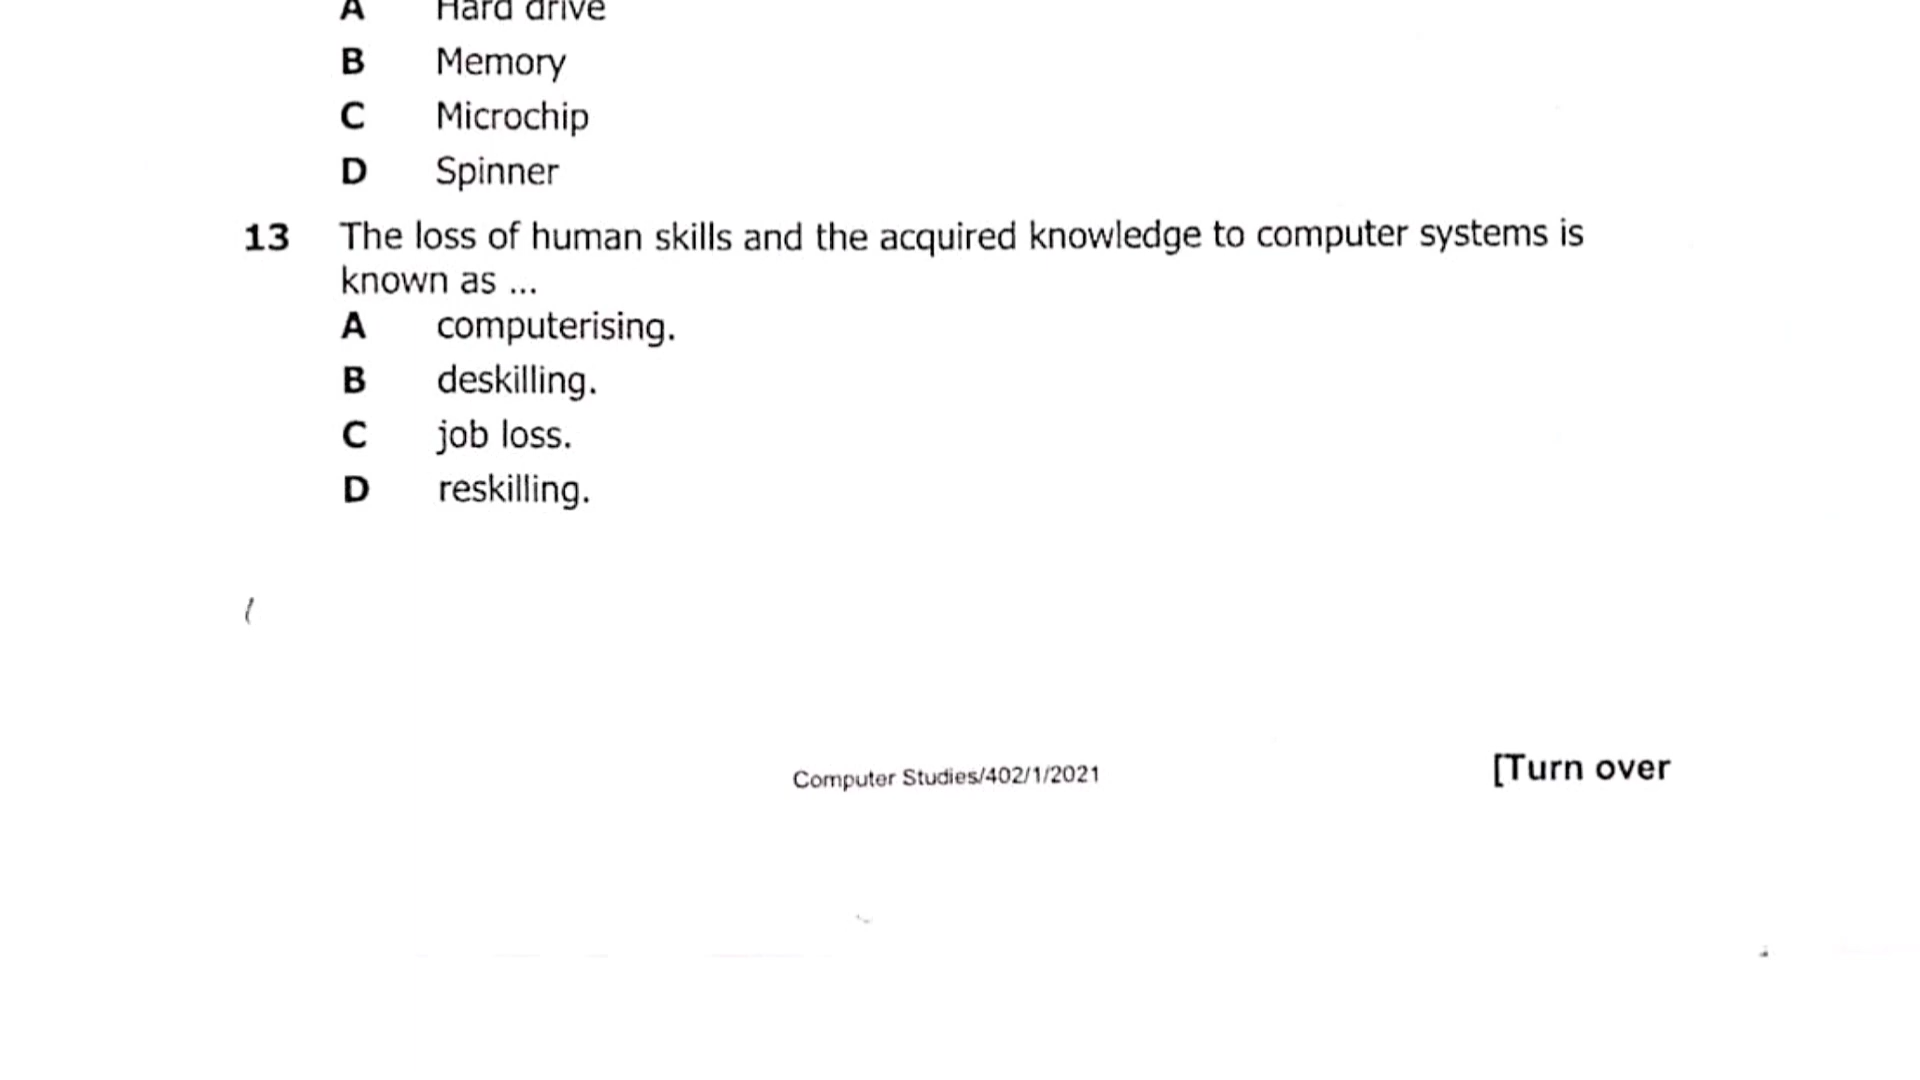 A Hard drive
B Memory
C Microchip
D Spinner
13 The loss of human skills and the acquired knowledge to computer systems is
known as ...
A computerising.
B deskilling.
C job loss.
D reskilling.
Computer Studies/402/1/2021
[Turn over